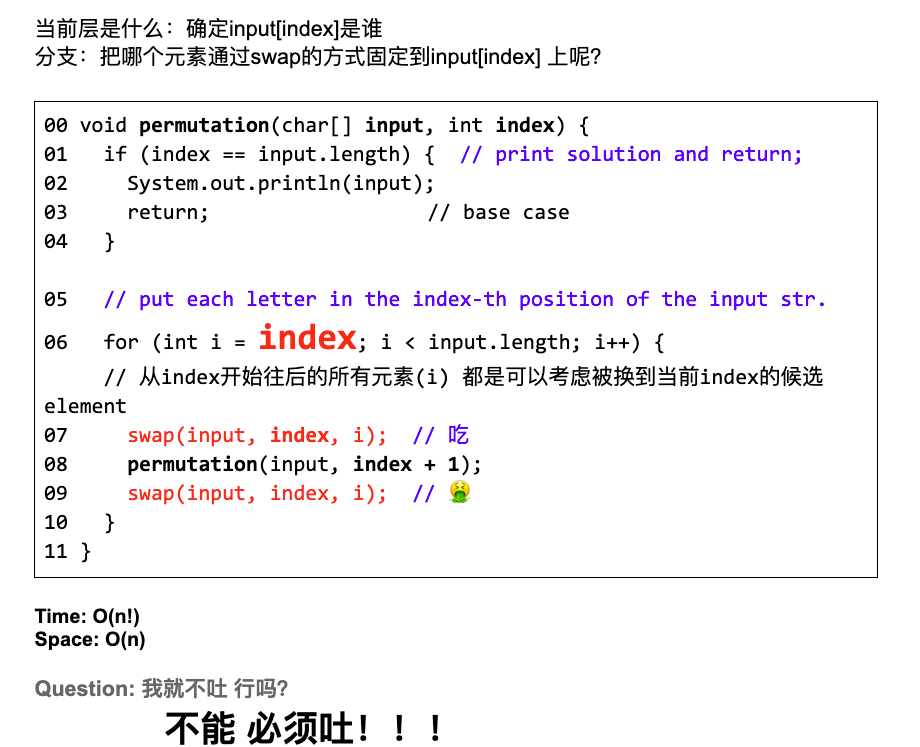 当前层是什么：确定input[index]是谁
分支：把哪个元素通过swap的方式固定到input[index] 上呢?
00 void permutation(char[] input, int index) {
01   if (index == input.length) {  // print solution and return;
02     System.out.println(input);
03     return;                  // base case
04   }
05   // put each letter in the index-th position of the input str.
06   for (int i = index; i < input.length; i++) {
     // 从index开始往后的所有元素(i) 都是可以考虑被换到当前index的候选
element
07     swap(input, index, i);  // 吃
08     permutation(input, index + 1);
09     swap(input, index, i);  // 🤮
10   }
11 }
Time: O(n!)
Space: O(n)
Question: 我就不吐 行吗?
不能 必须吐！！！